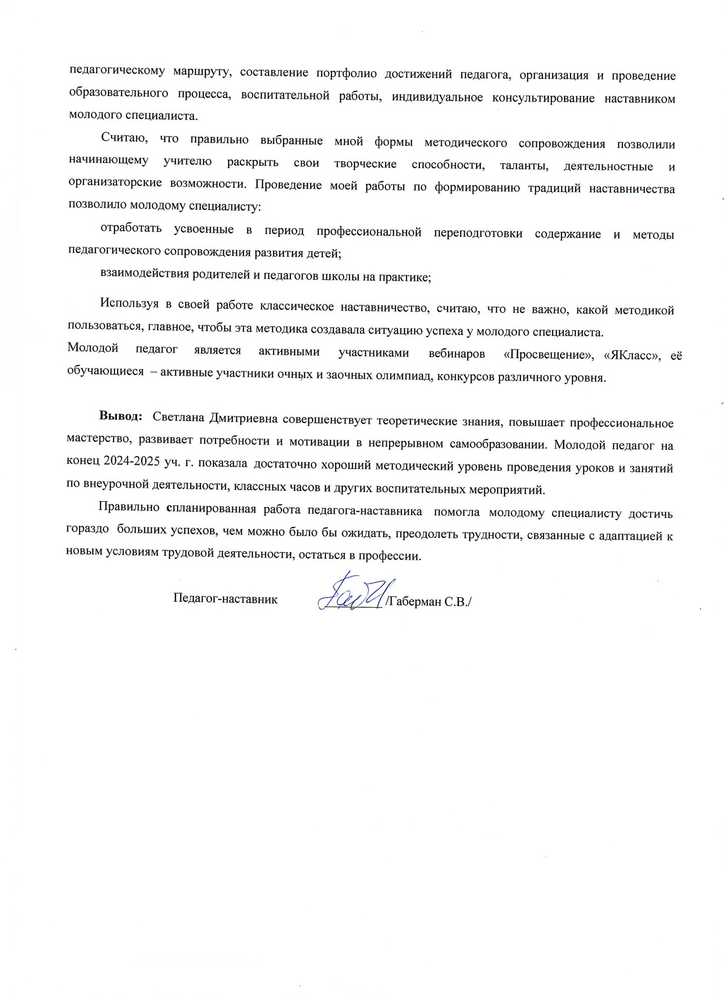 педагогическому маршруту, составление портфолио достижений педагога, организация и проведение
образовательного процесса, воспитательной работы, индивидуальное консультирование наставником
молодого специалиста.
Считаю, что правильно выбранные мной формы методического сопровождения позволили
начинающему учителю раскрыть свои творческие способности, таланты, деятельностные и
организаторские возможности. Проведение моей работы по формированию традиций наставничества
позволило молодому специалисту:
отработать усвоенные в период профессиональной переподготовки содержание и методы
педагогического сопровождения развития детей;
взаимодействия родителей и педагогов школы на практике;
Используя в своей работе классическое наставничество, считаю, что не важно, какой методикой
пользоваться, главное, чтобы эта методика создавала ситуацию успеха у молодого специалиста.
Молодой педагог является активными участниками вебинаров «Просвещение», «ЯКласс», её
обучающиеся – активные участники очных и заочных олимпиад, конкурсов различного уровня.
Вывод: Светлана Дмитриевна совершенствует теоретические знания, повышает профессиональное
мастерство, развивает потребности и мотивации в непрерывном самообразовании. Молодой педагог на
конец 2024-2025 уч. г. показала достаточно хороший методический уровень проведения уроков и занятий
по внеурочной деятельности, классных часов и других воспитательных мероприятий.
Правильно спланированная работа педагога-наставника помогла молодому специалисту достичь
гораздо больших успехов, чем можно было бы ожидать, преодолеть трудности, связанные с адаптацией к
новым условиям трудовой деятельности, остаться в профессии.
Педагог-наставник /Габерман С.В./